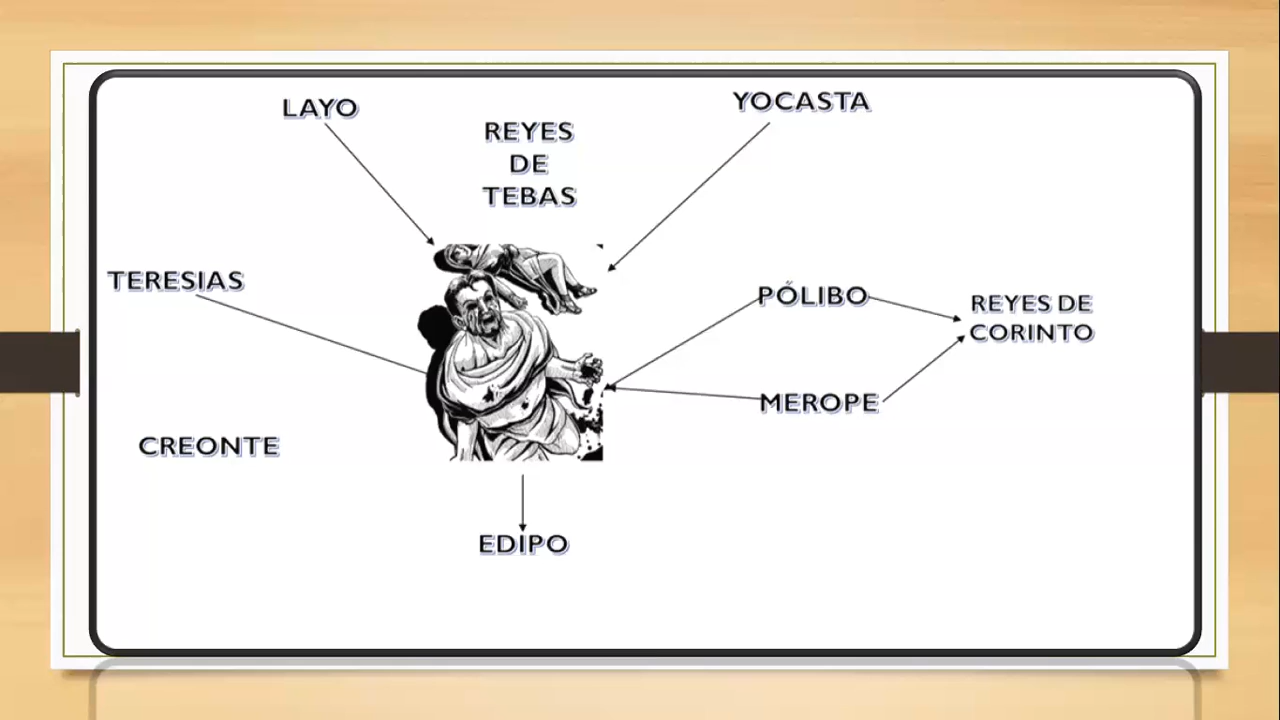 LAYO
YOCASTA
REYES
DE
TEBAS
TERESIAS
PÓLIBO
REYES DE
CORINTO
MEROPE
CREONTE
EDIPO